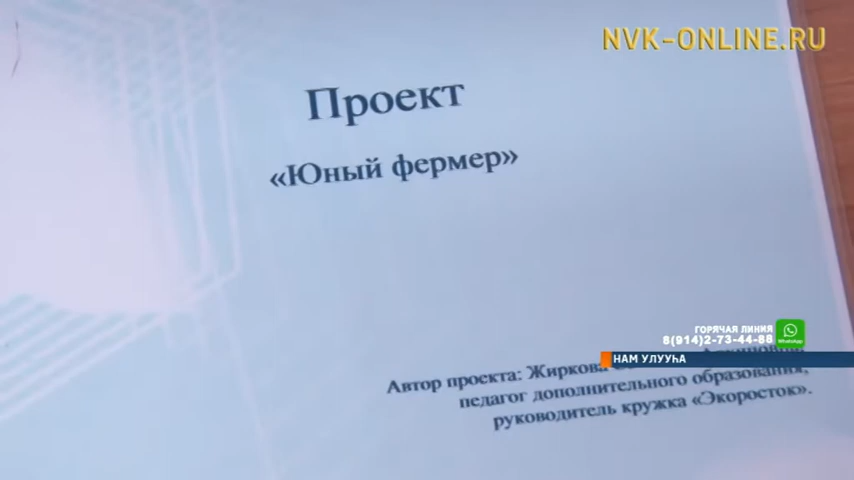 NVK-ONLINE.RU
Проект
«Юный фермер»
ГОРЯЧАЯ ЛИНИЯ
8(914)2-73-44-88
WhatsApp
НАМ УЛУУҺА
Автор проекта: Жиркова
педагог дополнительного образования,
руководитель кружка «Экоросток».